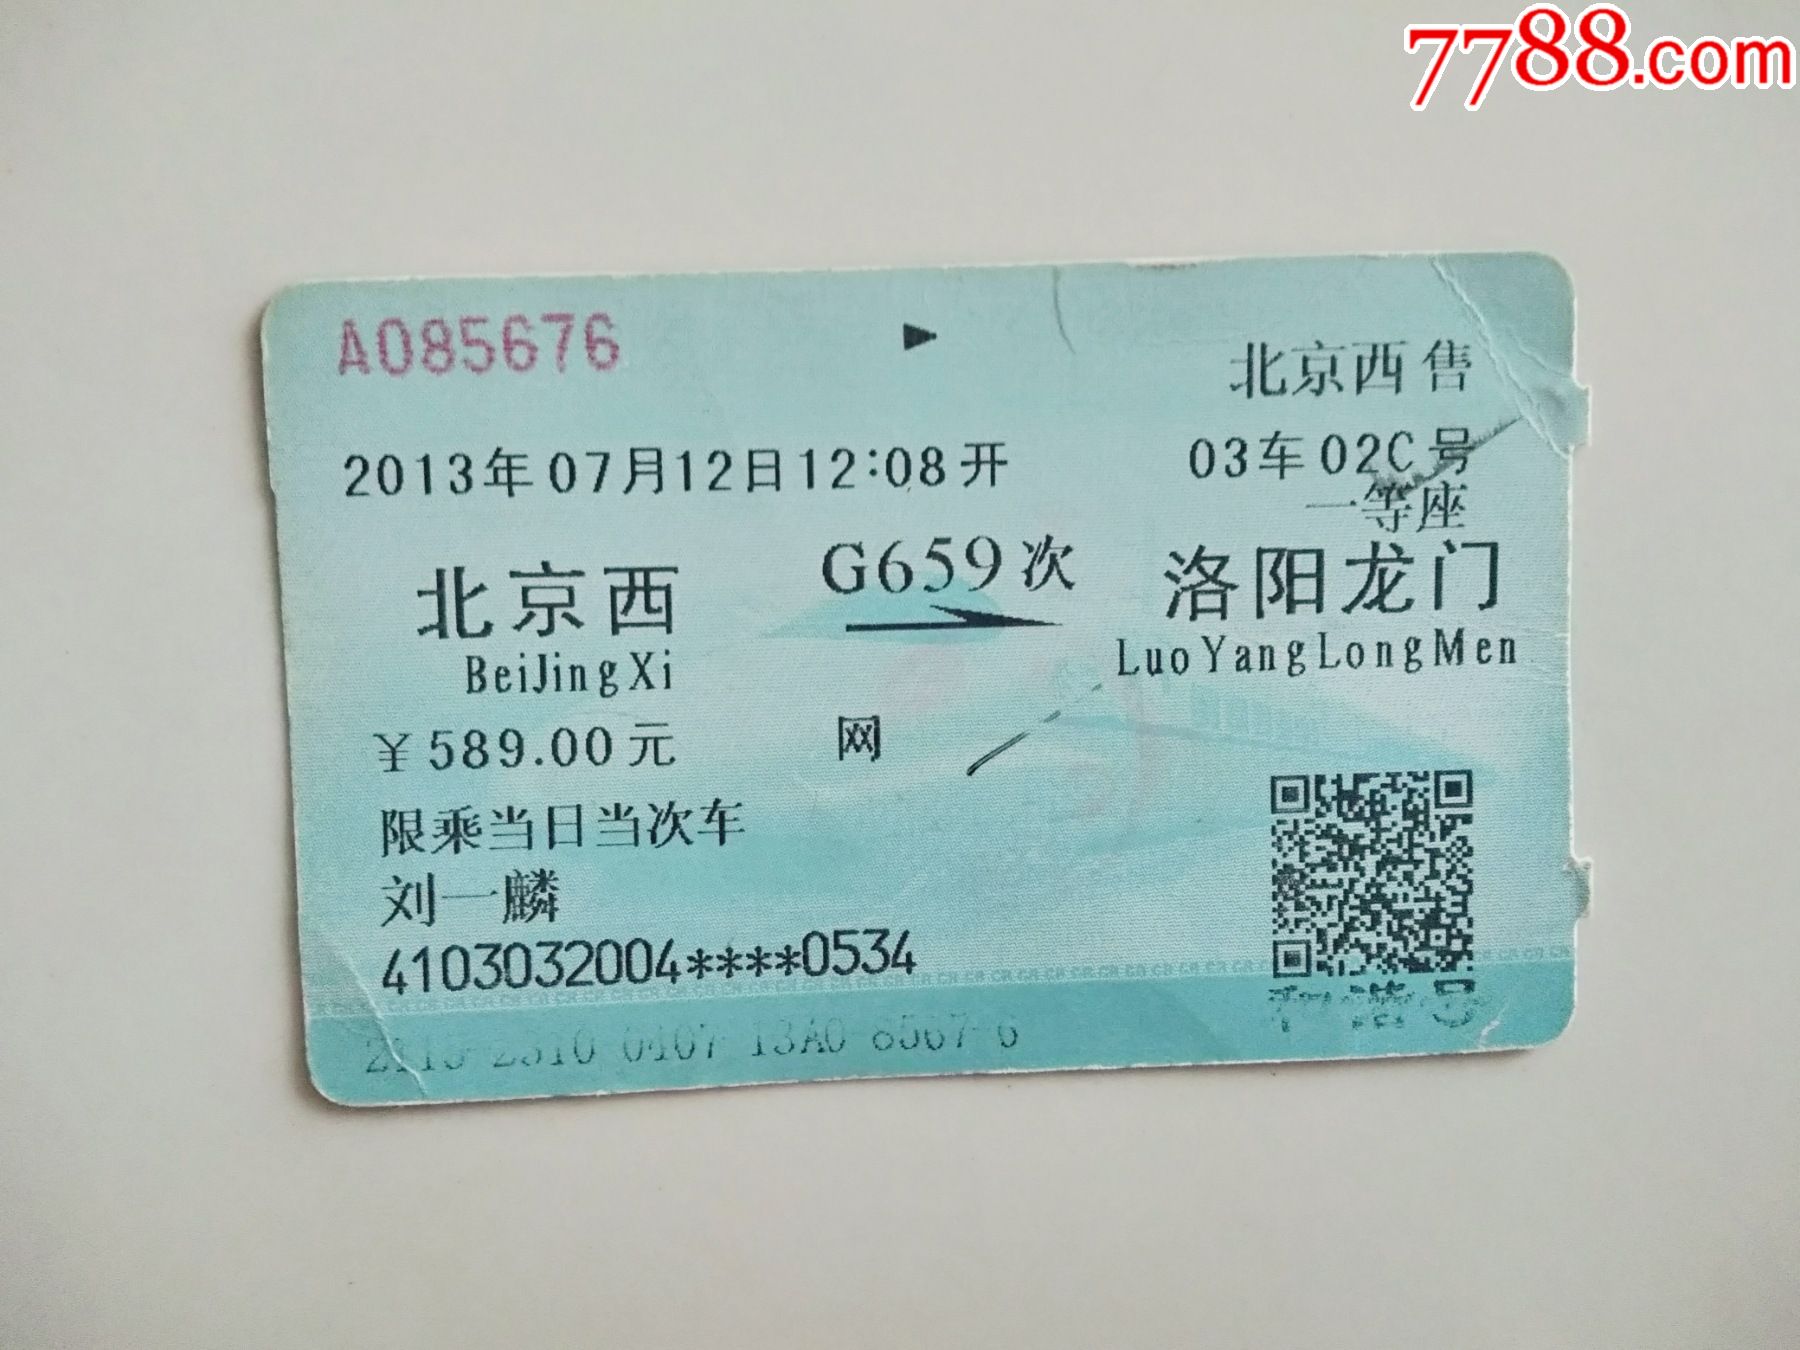 7788.com
A085676
北京西 售
2013年07月12日12:08开
03车02C号
一等座
北京西
G659次
洛阳龙门
BeiJingXi
LuoYangLongMen
￥589.00元
网
限乘当日当次车
刘一麟
4103032004****0534